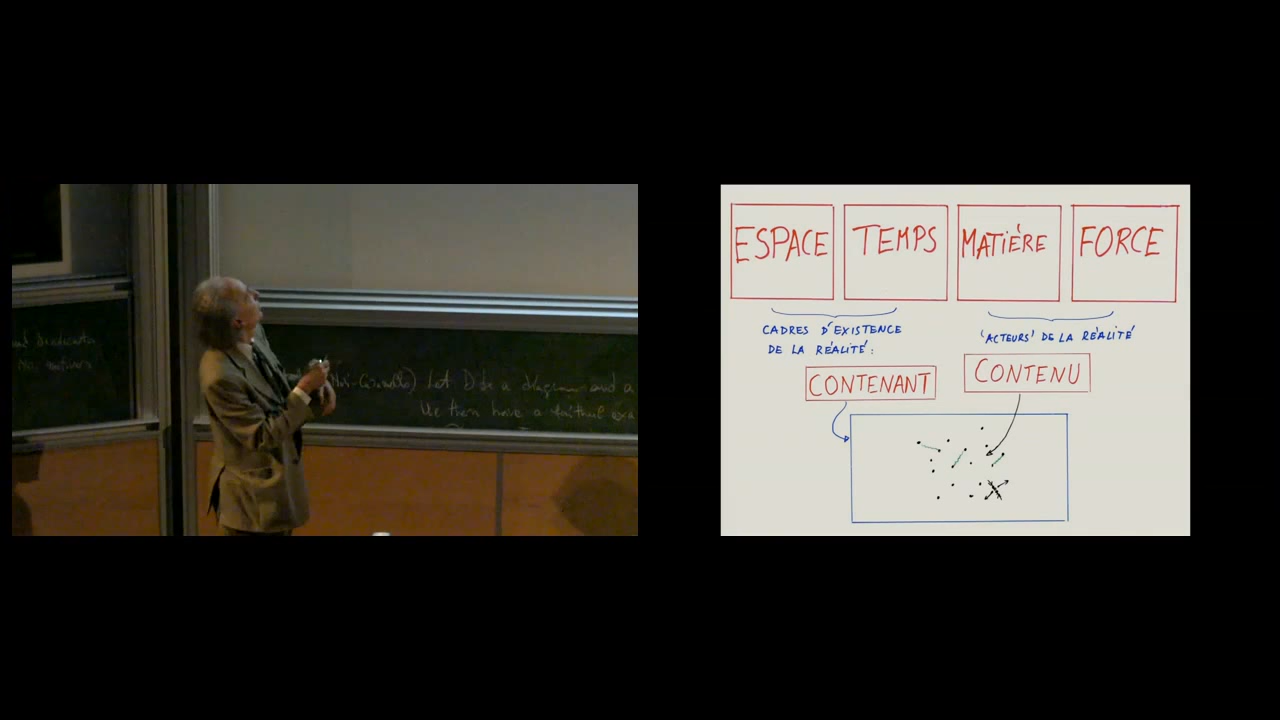 ESPACE
TEMPS
MATIÈRE
FORCE
CADRES D'EXISTENCE
DE LA RÉALITÉ:
'ACTEURS' DE LA RÉALITÉ
CONTENANT
CONTENU
Let D be a diagram and a
We then have a faithful exa